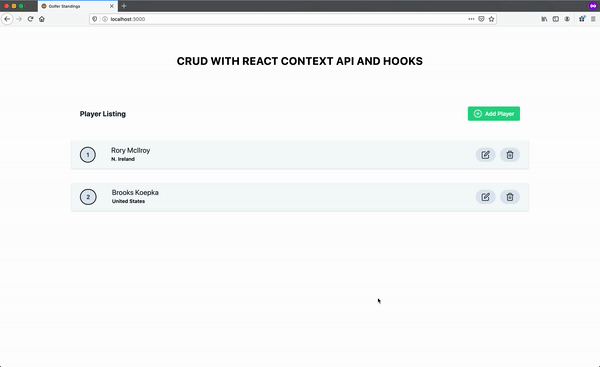 Golfer Standings
localhost:3000
CRUD WITH REACT CONTEXT API AND HOOKS
Player Listing
Add Player
1
Rory McIlroy
N. Ireland
2
Brooks Koepka
United States